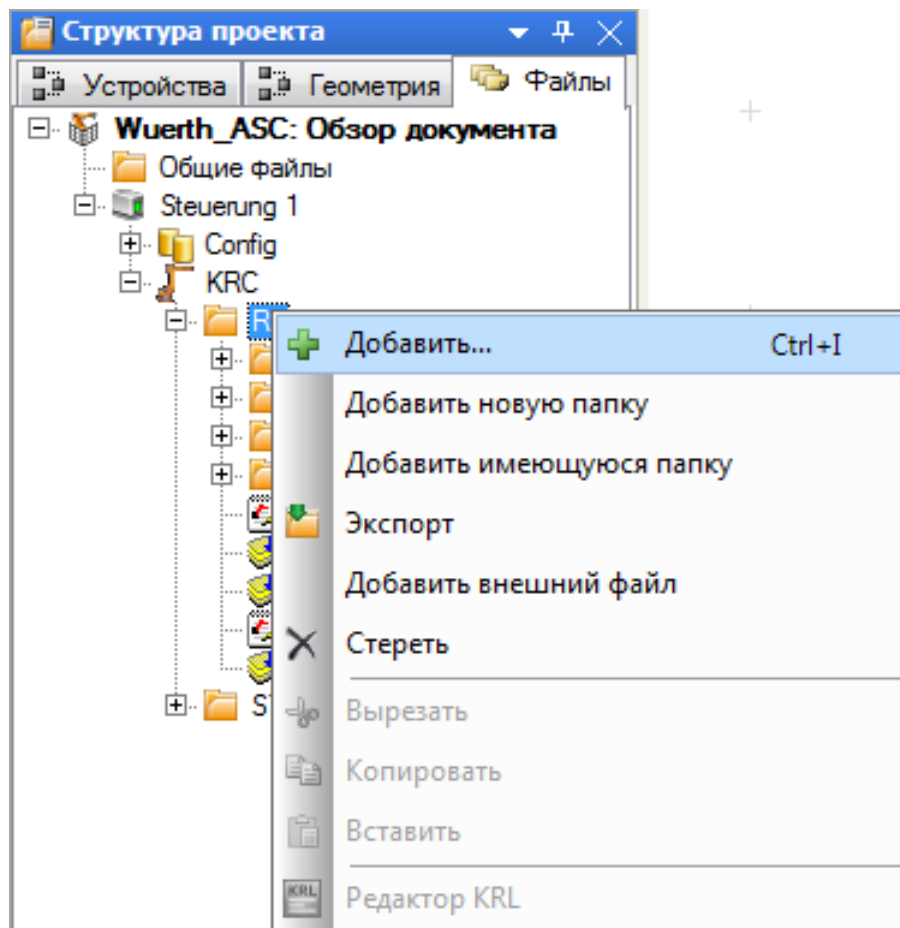 Структура проекта
Устройства Геометрия Файлы
Wuerth_ASC: Обзор документа
Общие файлы
Steuerung 1
Config
KRC
R
Добавить... Ctrl+I
Добавить новую папку
Добавить имеющуюся папку
Экспорт
Добавить внешний файл
Стереть
S
Вырезать
Копировать
Вставить
KRL Редактор KRL